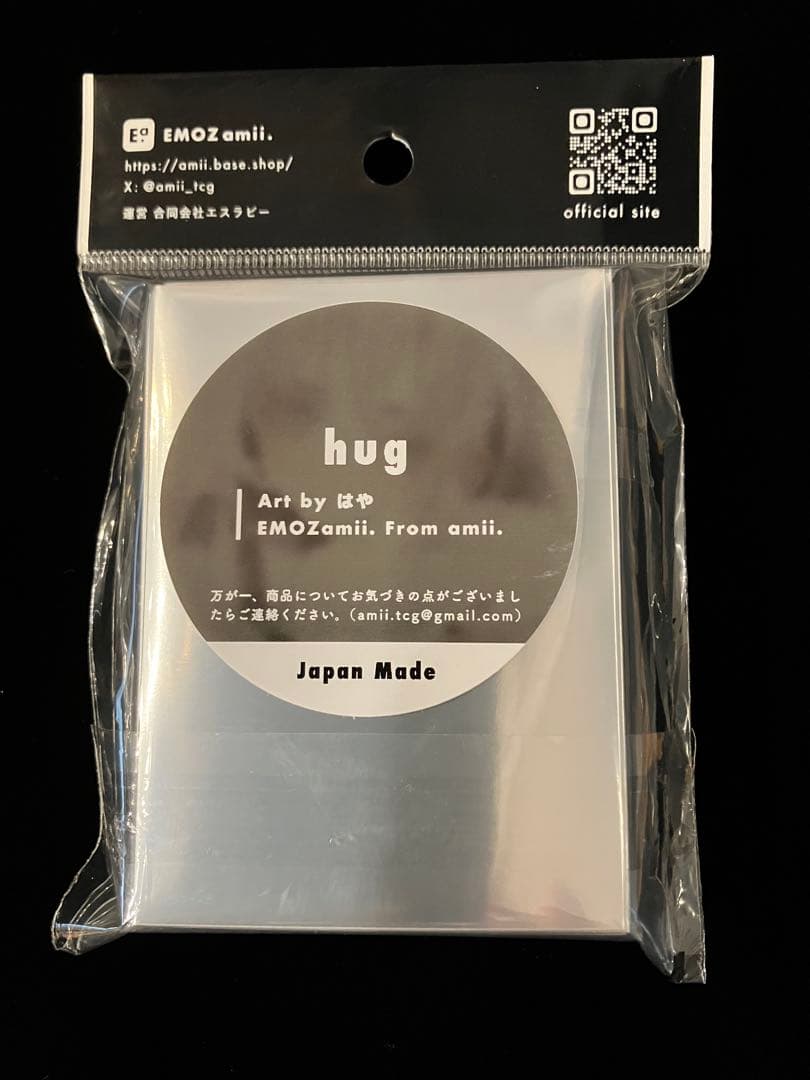 Ea. EMOZamii.
https://amii.base.shop/
X: @amii_tcg
運営 合同会社エスラピー
official site
hug
Art by はや
EMOZamii. From amii.
万が一、商品についてお気づきの点がございまし
たらご連絡ください。(amii.tcg@gmail.com)
Japan Made